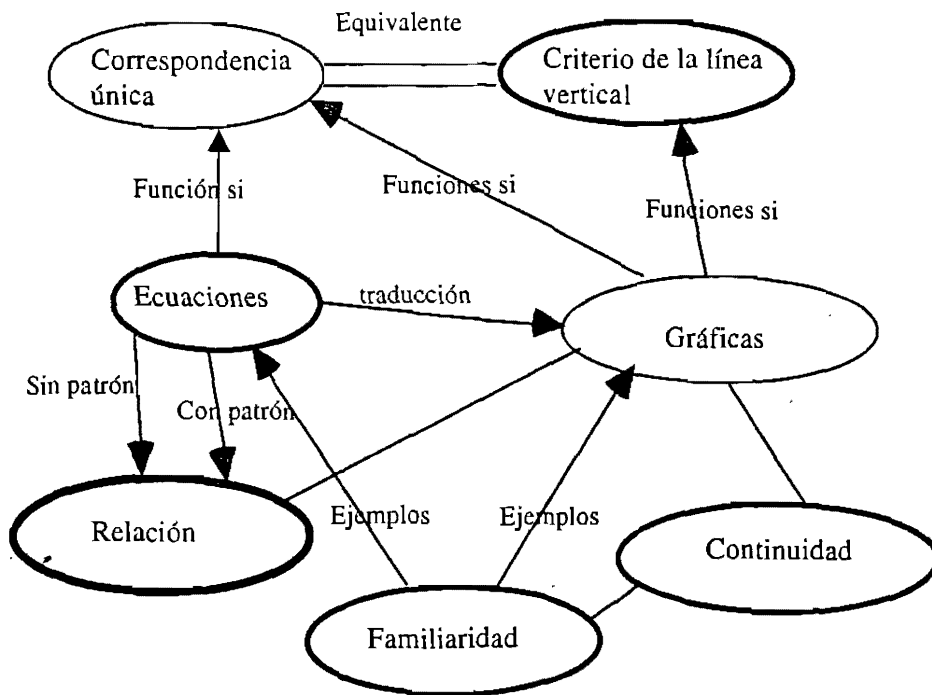 Equivalente
Correspondencia
única
Criterio de la línea
vertical
Función si
Funciones si
Funciones si
Ecuaciones
traducción
Gráficas
Sin patrón
Con patrón
Relación
Ejemplos
Ejemplos
Continuidad
Familiaridad